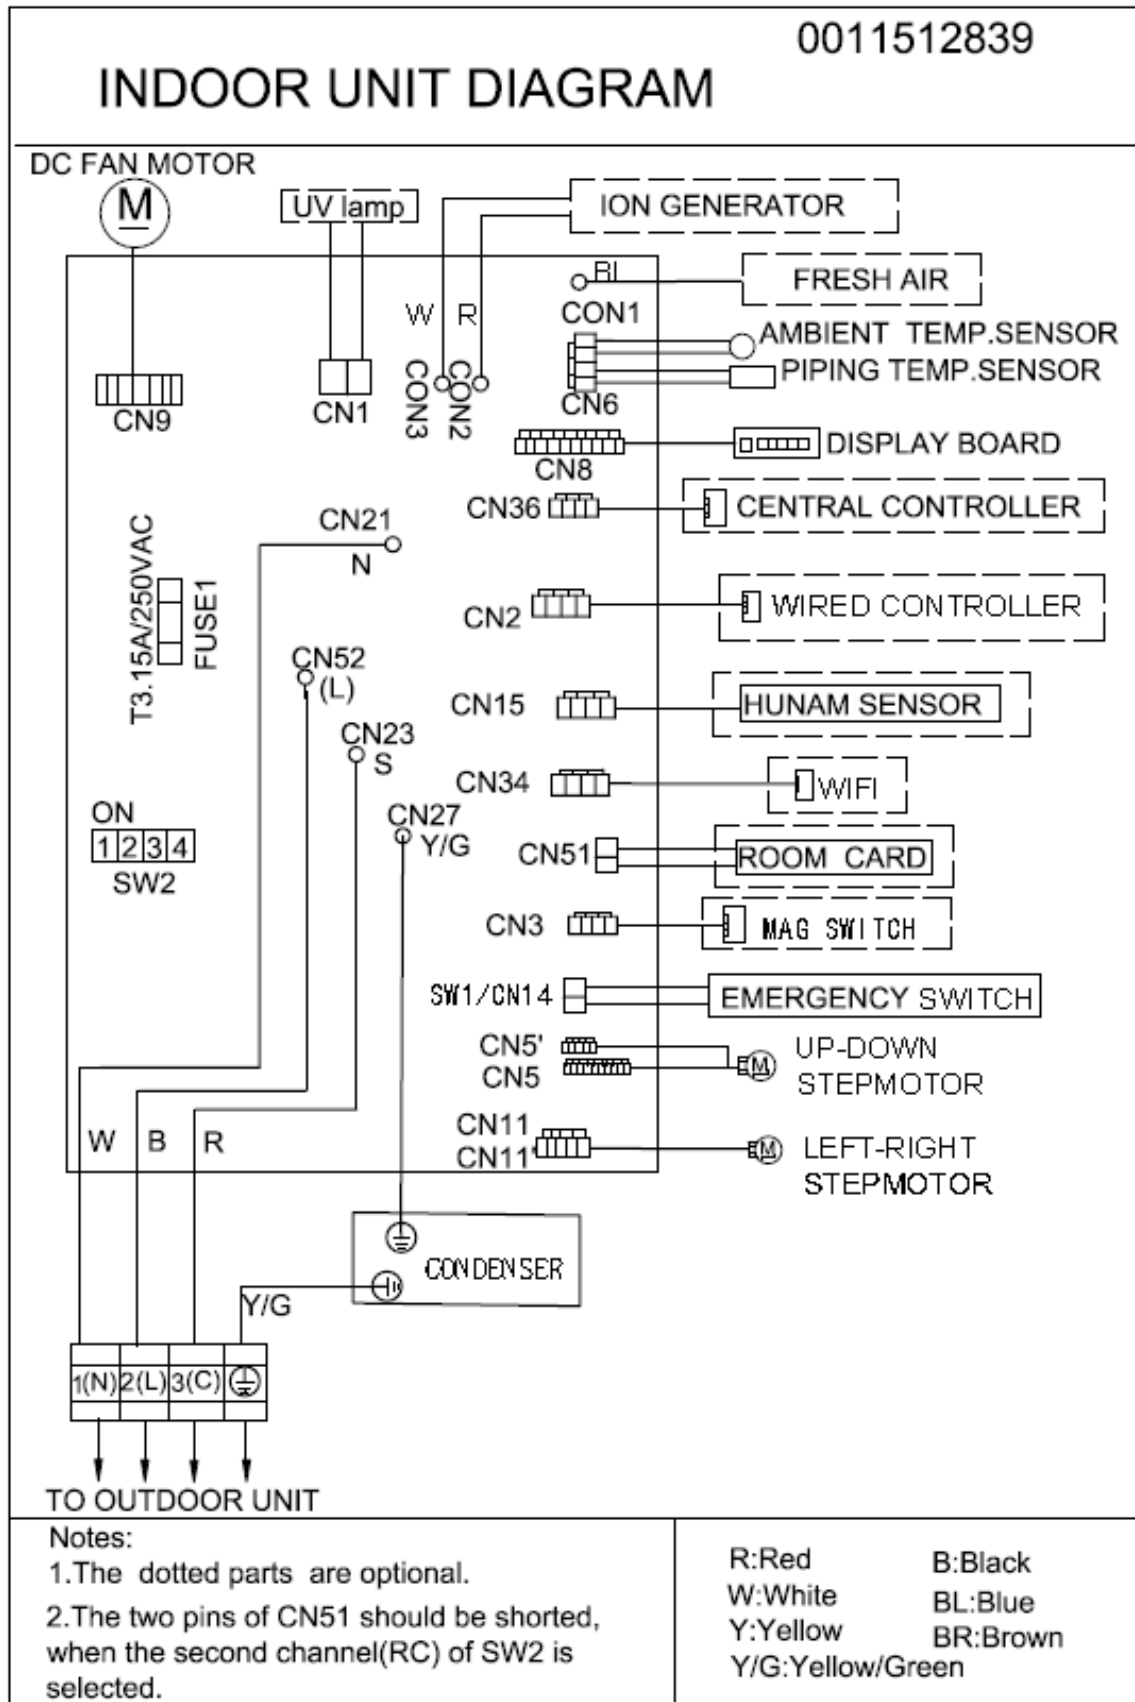 0011512839
INDOOR UNIT DIAGRAM
DC FAN MOTOR
M
UV lamp
ION GENERATOR
BL
FRESH AIR
W R
CON1
AMBIENT TEMP.SENSOR
PIPING TEMP.SENSOR
CN9
CN1
CON3
CON2
CN6
CN8
DISPLAY BOARD
CN36
CENTRAL CONTROLLER
CN21
N
T3.15A/250VAC
FUSE1
CN2
WIRED CONTROLLER
CN52
(L)
CN15
HUNAM SENSOR
CN23
S
CN34
WIFI
CN27
Y/G
ON
1 2 3 4
SW2
CN51
ROOM CARD
CN3
MAG SWITCH
SW1/CN14
EMERGENCY SWITCH
CN5'
CN5
M
UP-DOWN
STEPMOTOR
CN11
CN11'
M
LEFT-RIGHT
STEPMOTOR
W B R
CONDENSER
Y/G
1(N) 2(L) 3(C)
TO OUTDOOR UNIT
Notes:
1.The dotted parts are optional.
2.The two pins of CN51 should be shorted,
when the second channel(RC) of SW2 is
selected.
R:Red B:Black
W:White BL:Blue
Y:Yellow BR:Brown
Y/G:Yellow/Green